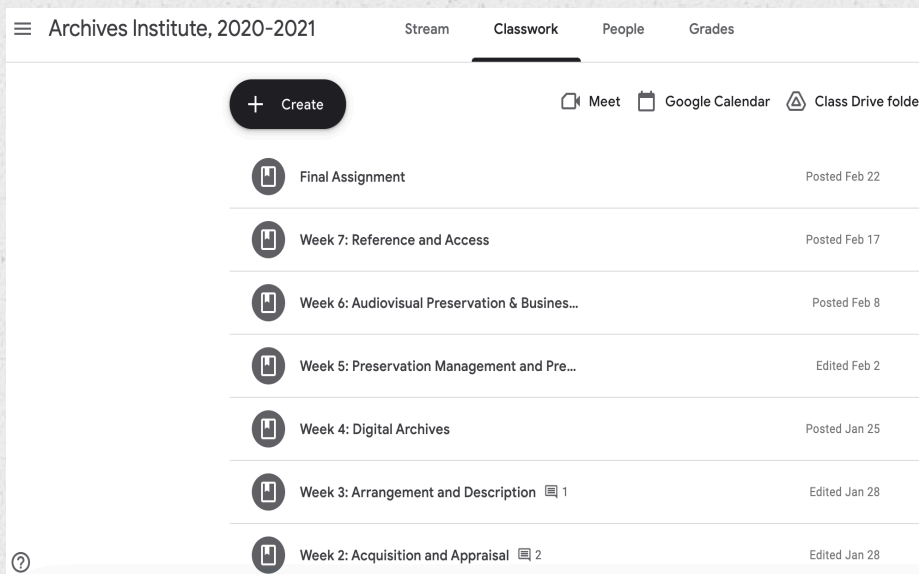 Archives Institute, 2020-2021
Stream
Classwork
People
Grades
Create
Meet
Google Calendar
Class Drive folde
Final Assignment
Posted Feb 22
Week 7: Reference and Access
Posted Feb 17
Week 6: Audiovisual Preservation & Busines...
Posted Feb 8
Week 5: Preservation Management and Pre...
Edited Feb 2
Week 4: Digital Archives
Posted Jan 25
Week 3: Arrangement and Description 1
Edited Jan 28
Week 2: Acquisition and Appraisal 2
Edited Jan 28